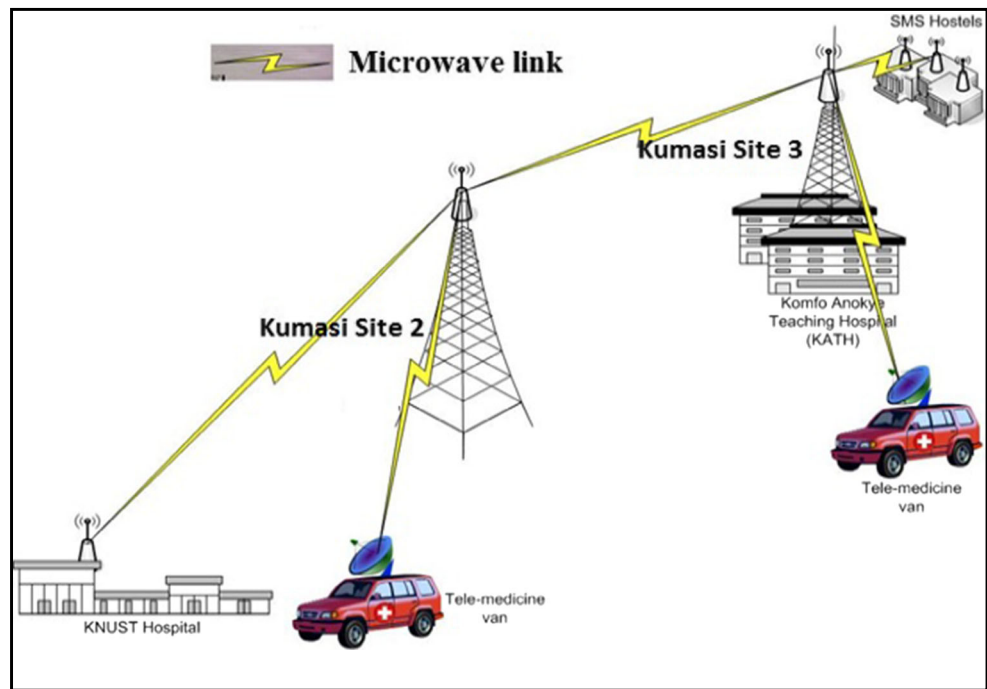 SMS Hostels
Microwave link
Kumasi Site 3
Komfo Anokye
Teaching Hospital
(KATH)
Kumasi Site 2
Tele-medicine
van
Tele-medicine
van
KNUST Hospital